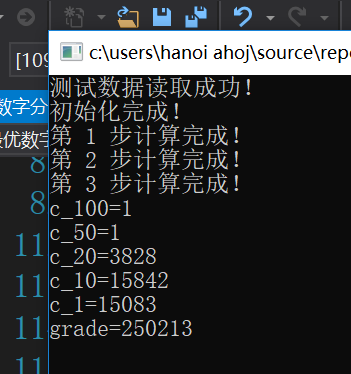 [109
c:\users\hanoi ahoj\source\repo
数字分
最优数字
测试数据读取成功!
初始化完成!
第 1 步计算完成!
第 2 步计算完成!
第 3 步计算完成!
c_100=1
c_50=1
c_20=3828
c_10=15842
c_1=15083
grade=250213
8
8
11
11
11
11